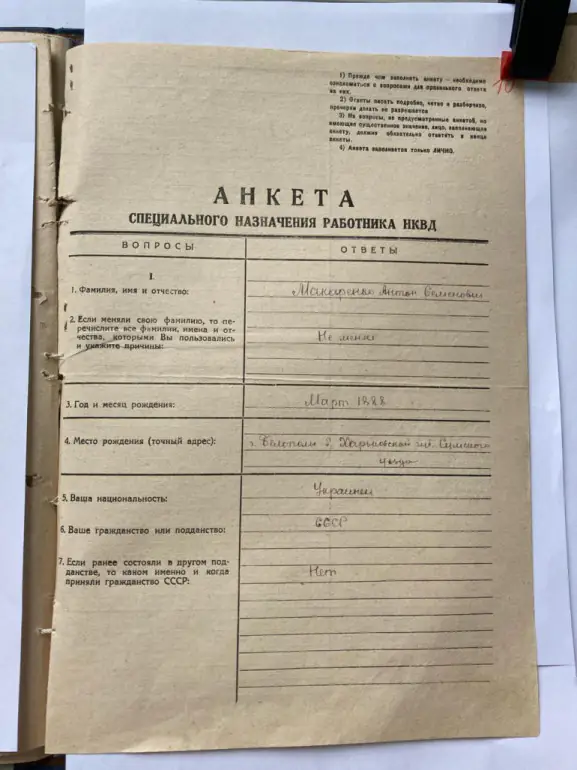 10
1) Прежде чем заполнить анкету — необходимо
ознакомиться с вопросами для правильного ответа
на них.
2) Ответы писать подробно, четко и разборчиво,
прочерки делать не разрешается
3) На вопросы, не предусмотренные анкетой, но
имеющие существенное значение, лицо, заполняющее
анкету, должно обязательно ответить в конце
анкеты.
4) Анкета заполняется только ЛИЧНО.
АНКЕТА
СПЕЦИАЛЬНОГО НАЗНАЧЕНИЯ РАБОТНИКА НКВД
ВОПРОСЫ
ОТВЕТЫ
I.
1. Фамилия, имя и отчество:
Макаренко Антон Семенович
2. Если меняли свою фамилию, то пе-
речислите все фамилии, имена и от-
чества, которыми Вы пользовались
и укажите причины:
Не менял
3. Год и месяц рождения:
Март 1888
4. Место рождения (точный адрес):
г. Харьковской Сумского
уезда
5. Ваша национальность:
Украинец
6. Ваше гражданство или подданство:
СССР
7. Если ранее состояли в другом под-
данстве, то каком именно и когда
приняли гражданство СССР:
Нет